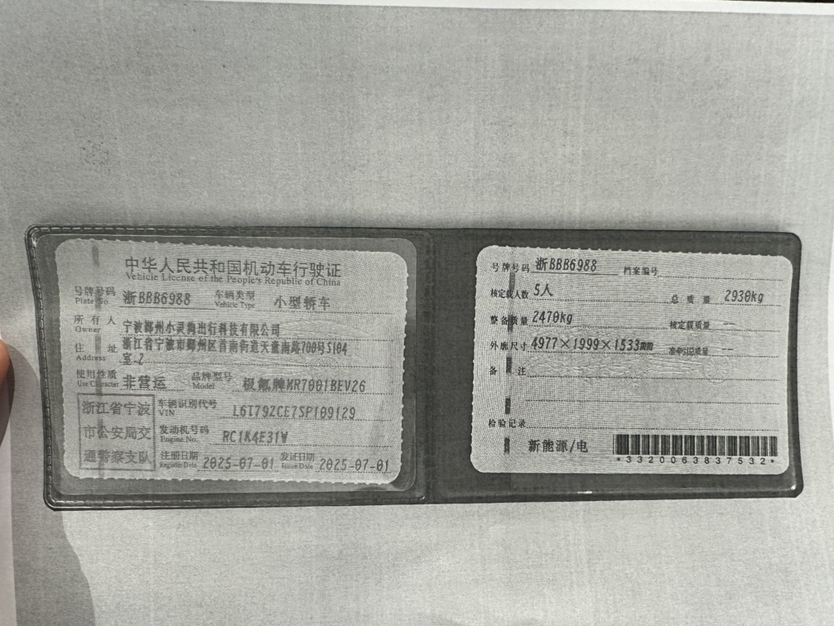 中华人民共和国机动车行驶证
Vehicle License of the People's Republic of China
号牌号码 浙BBB6988 车辆类型 小型轿车
Plate No. Vehicle Type
所有人 宁波鄞州小灵狗出行科技有限公司
Owner
住址 浙江省宁波市鄞州区首南街道天童南路700号5104
Address 室-2
使用性质 非营运 品牌型号 极氪牌MR7001BEV26
Use Character Model
浙江省宁波
市公安局交
通警察支队
车辆识别代号 L6T79ZCE7SP109129
VIN
发动机号码 RC1K4E31W
Engine No.
注册日期 2025-07-01 发证日期 2025-07-01
Register Date Issue Date
号牌号码 浙BBB6988 档案编号
核定载人数 5人 总质量 2930kg
整备质量 2470kg 核定载质量 --
外廓尺寸 4977×1999×1533 准牵引总质量 --
备注
检验记录
新能源/电
*3320063837532*